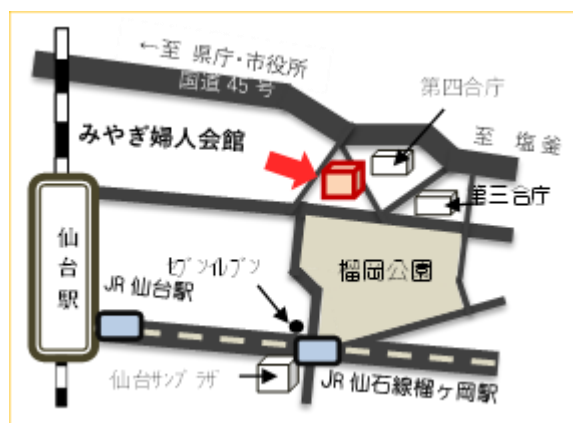 ←至 県庁・市役所
国道 45 号
第四合庁
至 塩釜
みやぎ婦人会館
第三合庁
仙台駅
榴岡公園
セブンイレブン
JR 仙台駅
仙台サンプラザ
JR 仙石線榴ヶ岡駅